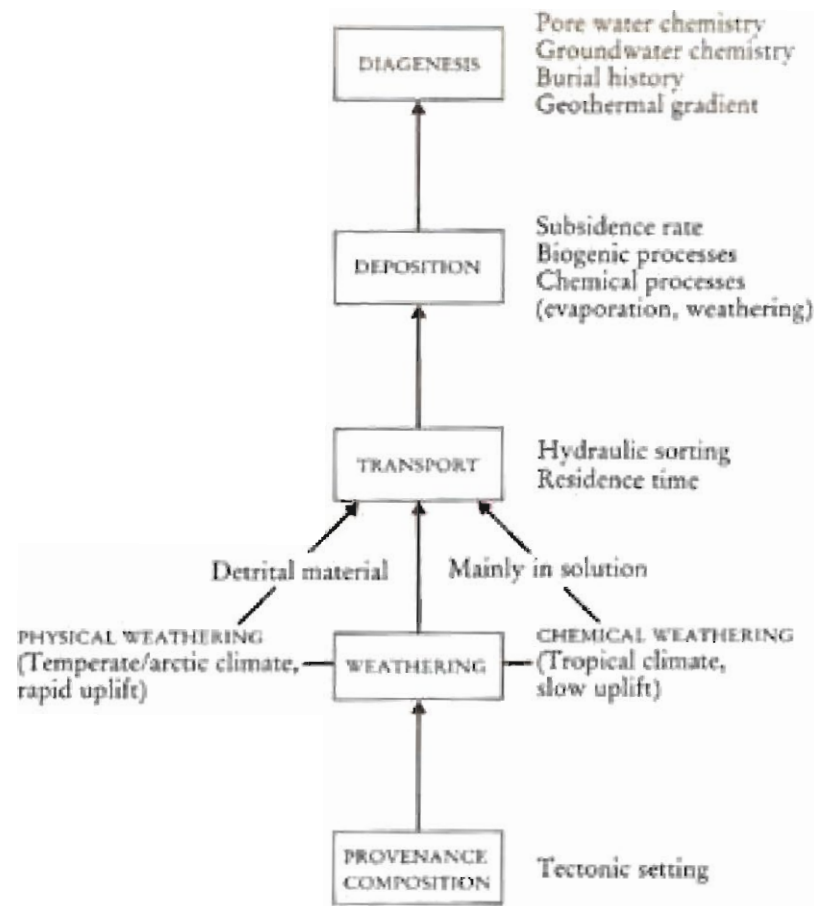 DIAGENESIS
Pore water chemistry
Groundwater chemistry
Burial history
Geothermal gradient
DEPOSITION
Subsidence rate
Biogenic processes
Chemical processes
(evaporation, weathering)
TRANSPORT
Hydraulic sorting
Residence time
Detrital material
Mainly in solution
PHYSICAL WEATHERING
(Temperate/arctic climate,
rapid uplift)
WEATHERING
CHEMICAL WEATHERING
(Tropical climate,
slow uplift)
PROVENANCE
COMPOSITION
Tectonic setting